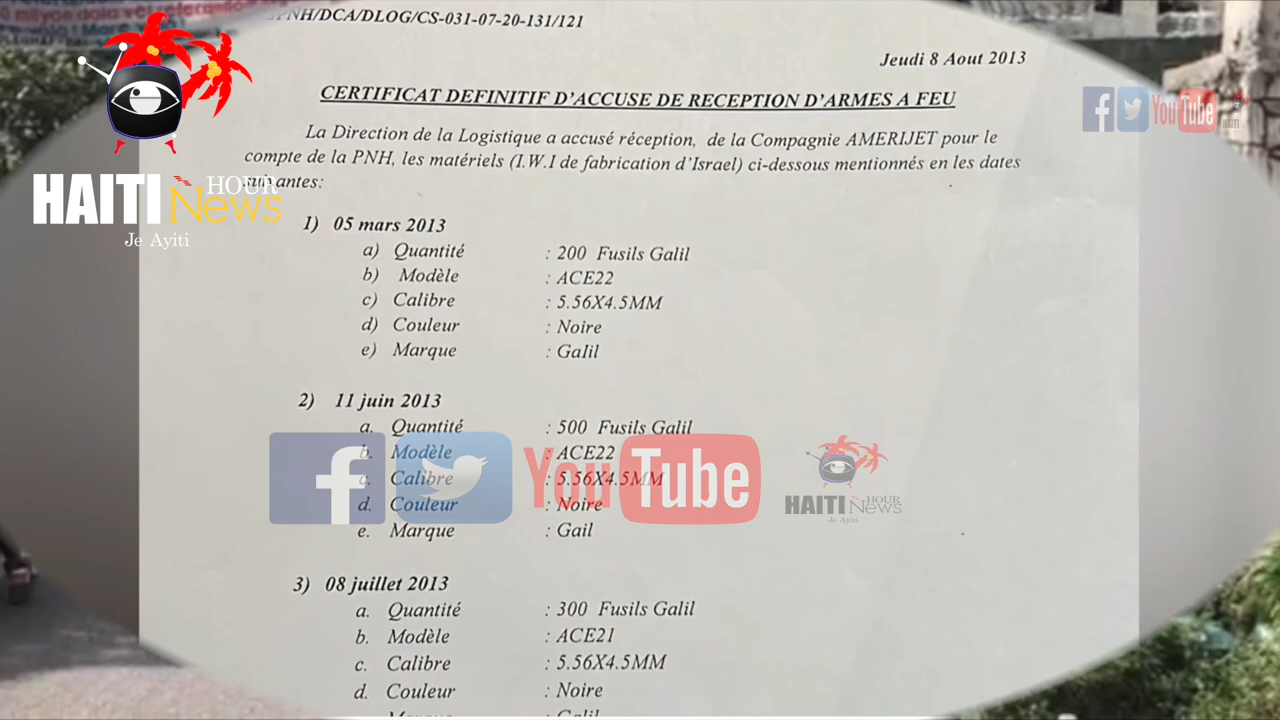 PNH/DCA/DLOG/CS-031-07-20-131/121
Jeudi 8 Aout 2013
CERTIFICAT DEFINITIF D'ACCUSE DE RECEPTION D'ARMES A FEU
La Direction de la Logistique a accusé réception, de la Compagnie AMERIJET pour le
compte de la PNH, les matériels (I.W.I de fabrication d'Israel) ci-dessous mentionnés en les dates
suivantes:
1) 05 mars 2013
a) Quantité : 200 Fusils Galil
b) Modèle : ACE22
c) Calibre : 5.56X4.5MM
d) Couleur : Noire
e) Marque : Galil
2) 11 juin 2013
a. Quantité : 500 Fusils Galil
b. Modèle : ACE22
c. Calibre : 5.56X4.5MM
d. Couleur : Noire
e. Marque : Gail
3) 08 juillet 2013
a. Quantité : 300 Fusils Galil
b. Modèle : ACE21
c. Calibre : 5.56X4.5MM
d. Couleur : Noire
Marque : Galil
HAITI HOUR News
Je Ayiti
f YouTube
f YouTube
HAITI HOUR News
Je Ayiti